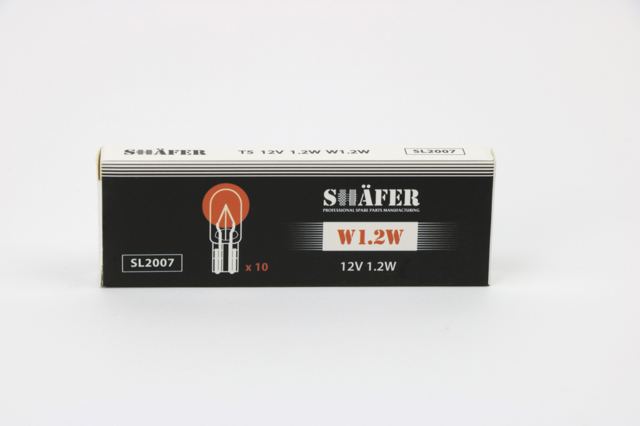 SHÄFER T5 12V 1.2W W1.2W SL2007
SHÄFER
PROFESSIONAL SPARE PARTS MANUFACTURING
W1.2W
SL2007 x 10 12V 1.2W